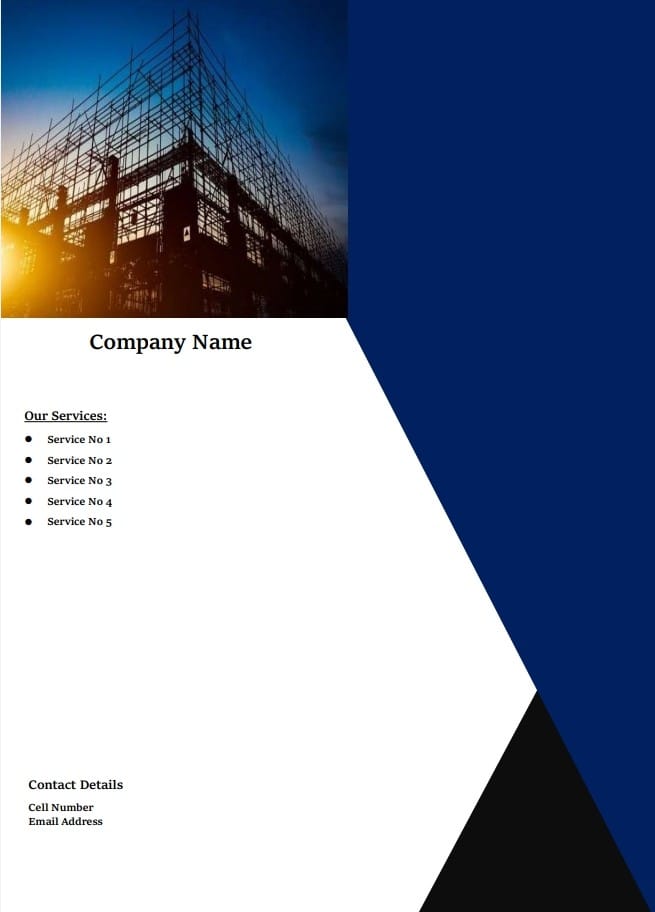 Company Name
Our Services:
● Service No 1
● Service No 2
● Service No 3
● Service No 4
● Service No 5
Contact Details
Cell Number
Email Address